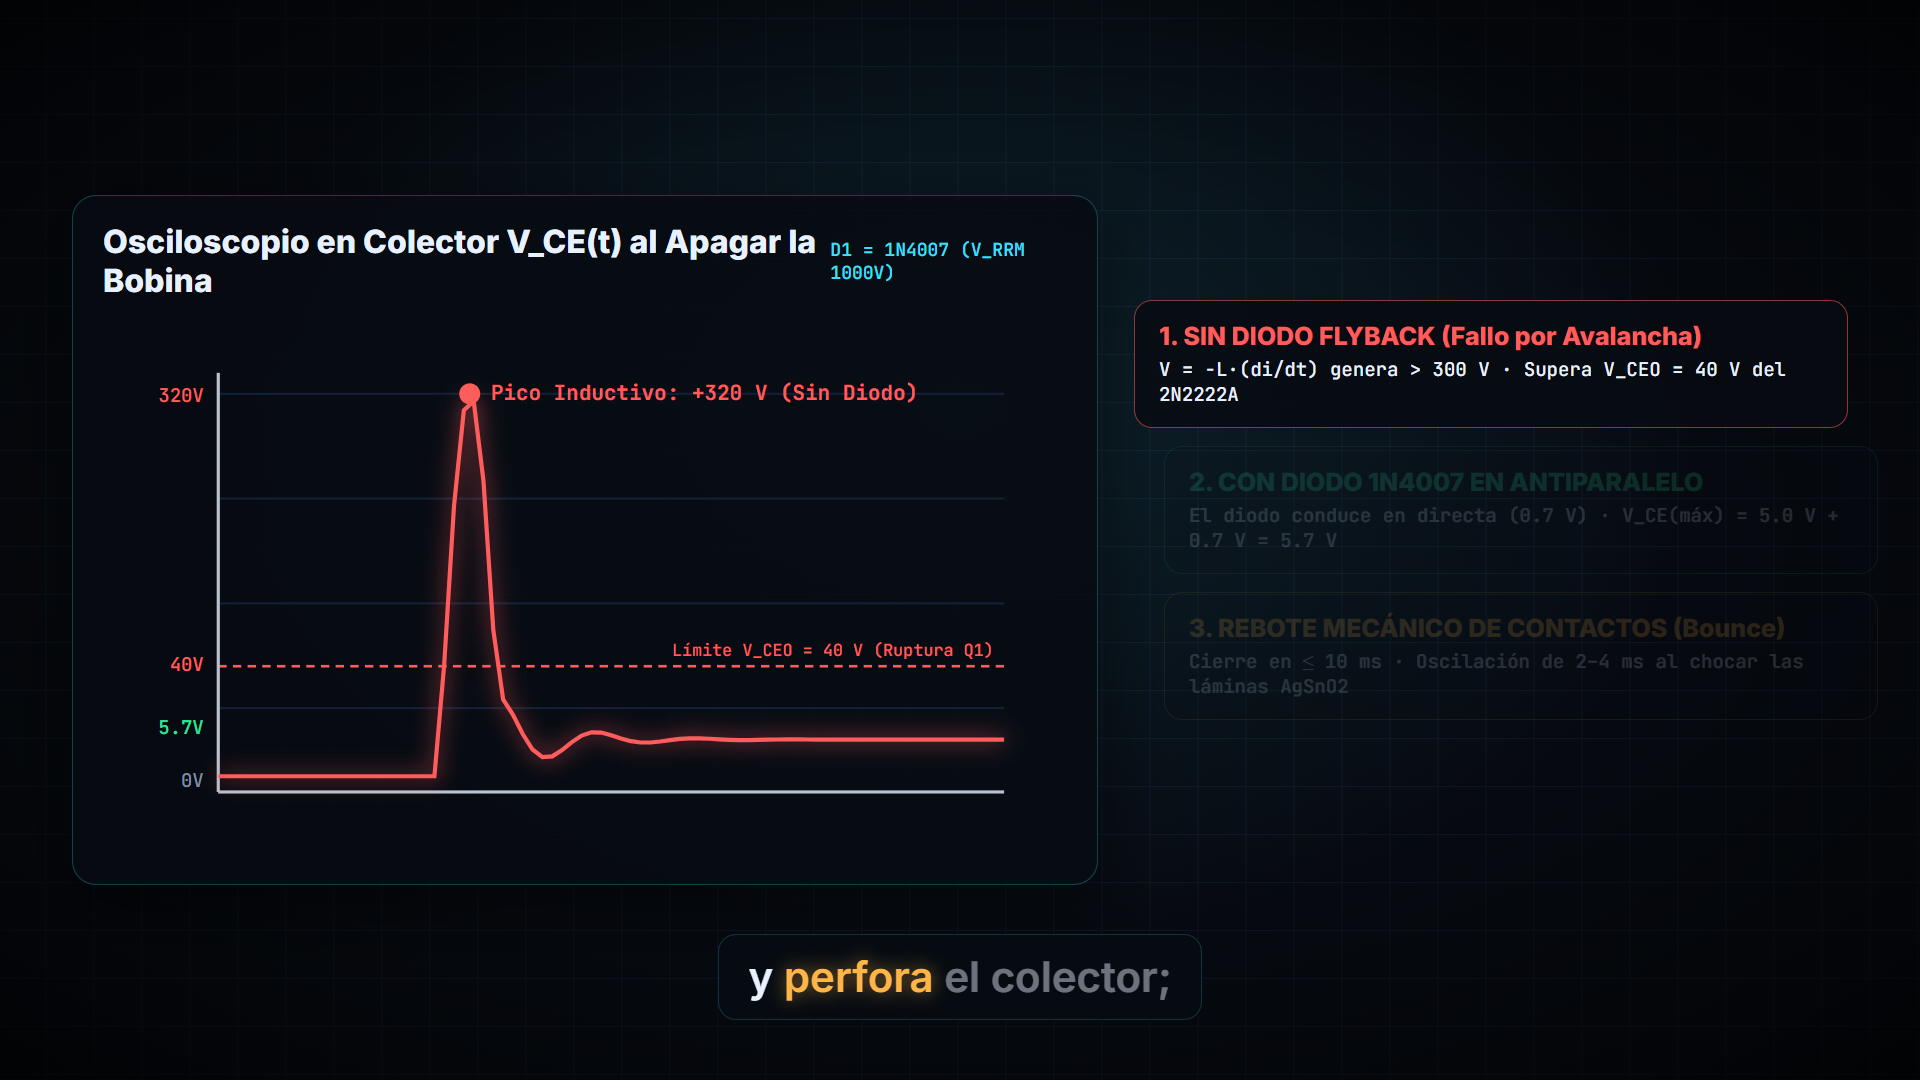 Osciloscopio en Colector V_CE(t) al Apagar la
Bobina
D1 = 1N4007 (V_RRM
1000V)
320V
Pico Inductivo: +320 V (Sin Diodo)
Límite V_CEO = 40 V (Ruptura Q1)
40V
5.7V
0V
1. SIN DIODO FLYBACK (Fallo por Avalancha)
V = -L·(di/dt) genera > 300 V · Supera V_CEO = 40 V del
2N2222A
2. CON DIODO 1N4007 EN ANTIPARALELO
El diodo conduce en directa (0.7 V) · V_CE(máx) = 5.0 V +
0.7 V = 5.7 V
3. REBOTE MECÁNICO DE CONTACTOS (Bounce)
Cierre en ≤ 10 ms · Oscilación de 2-4 ms al chocar las
láminas AgSnO2
y perfora el colector;